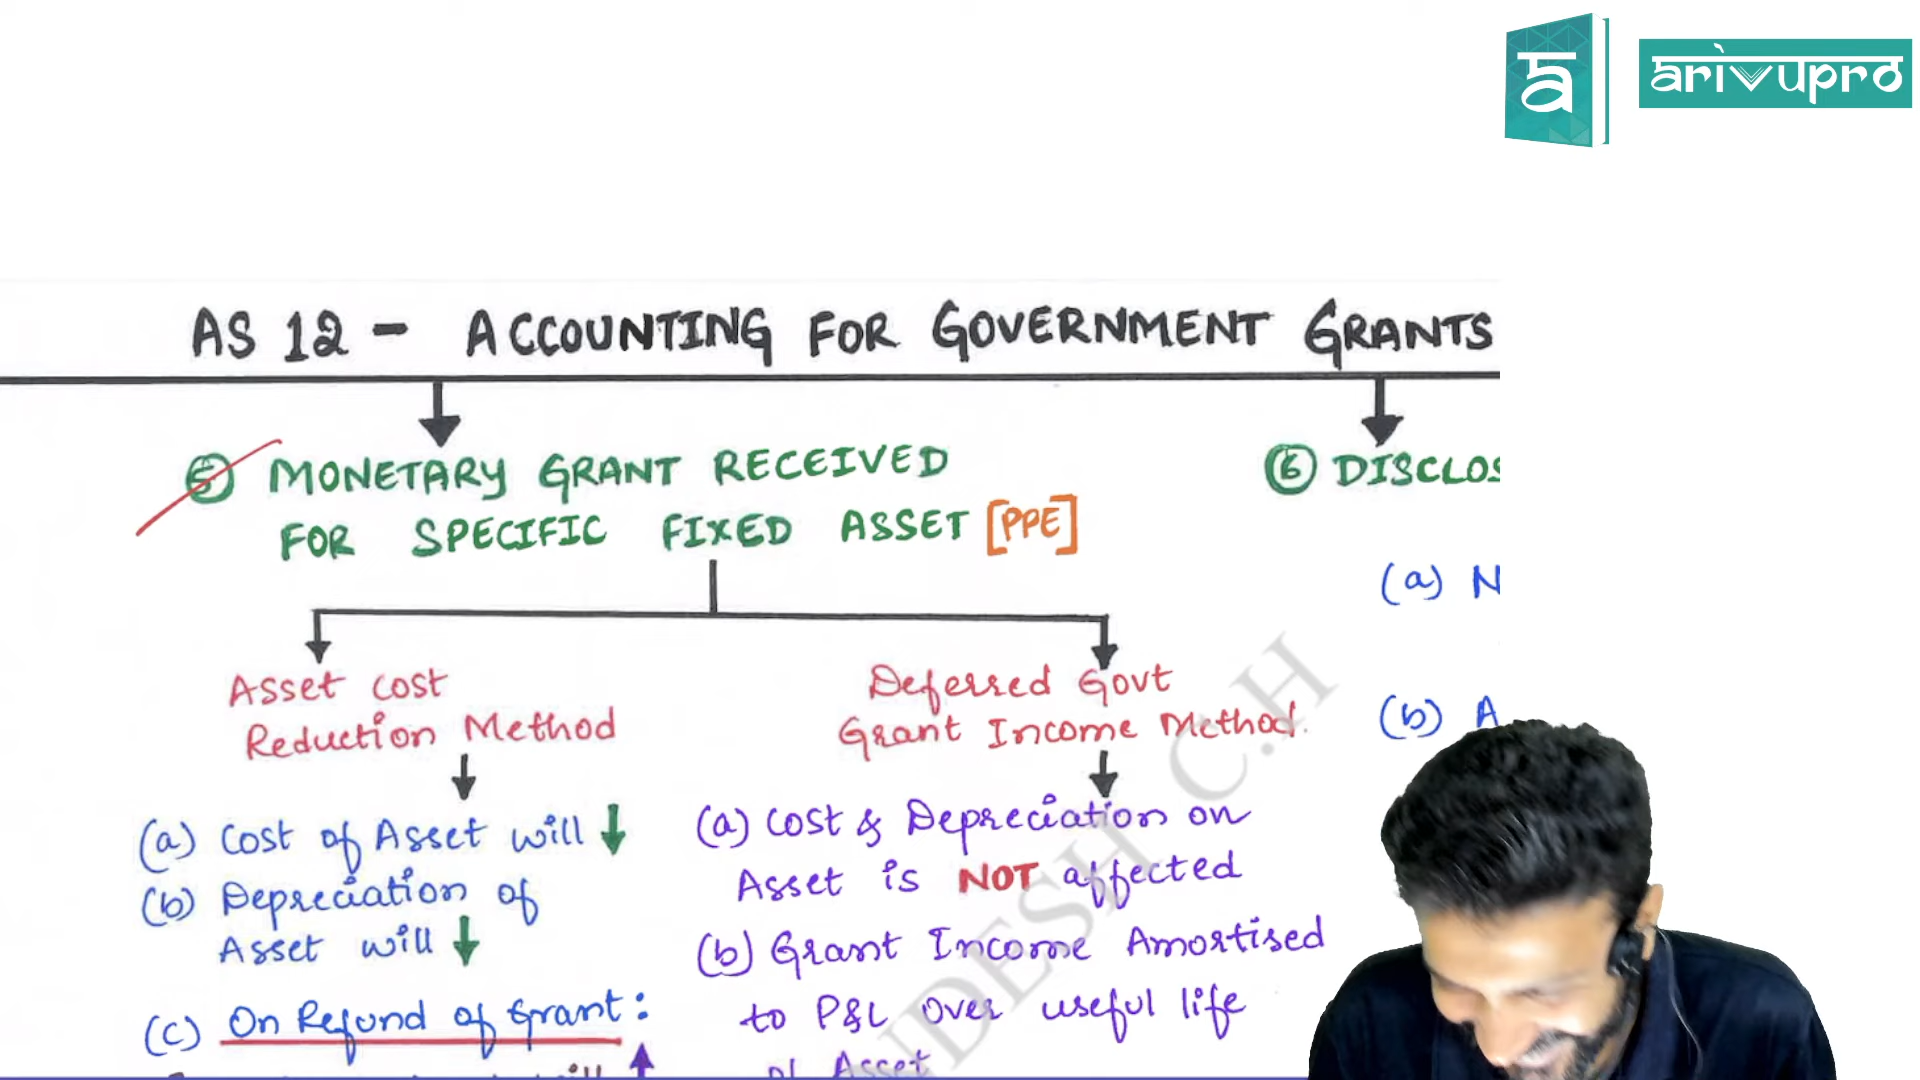 a
arivupro
AS 12 - ACCOUNTING FOR GOVERNMENT GRANTS
⑤ MONETARY GRANT RECEIVED
FOR SPECIFIC FIXED ASSET [PPE]
Asset Cost
Reduction Method
(a) Cost of Asset will ↓
(b) Depreciation of
Asset will ↓
(c) On Refund of Grant:
Deferred Govt
Grant Income Method.
(a) Cost & Depreciation on
Asset is NOT affected
(b) Grant Income Amortised
to P&L over useful life
of Asset
⑥ DISCLOS
(a) N
(b) A
C.H